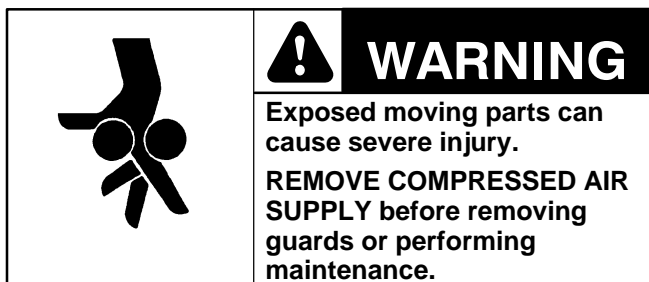 WARNING
Exposed moving parts can
cause severe injury.
REMOVE COMPRESSED AIR
SUPPLY before removing
guards or performing
maintenance.